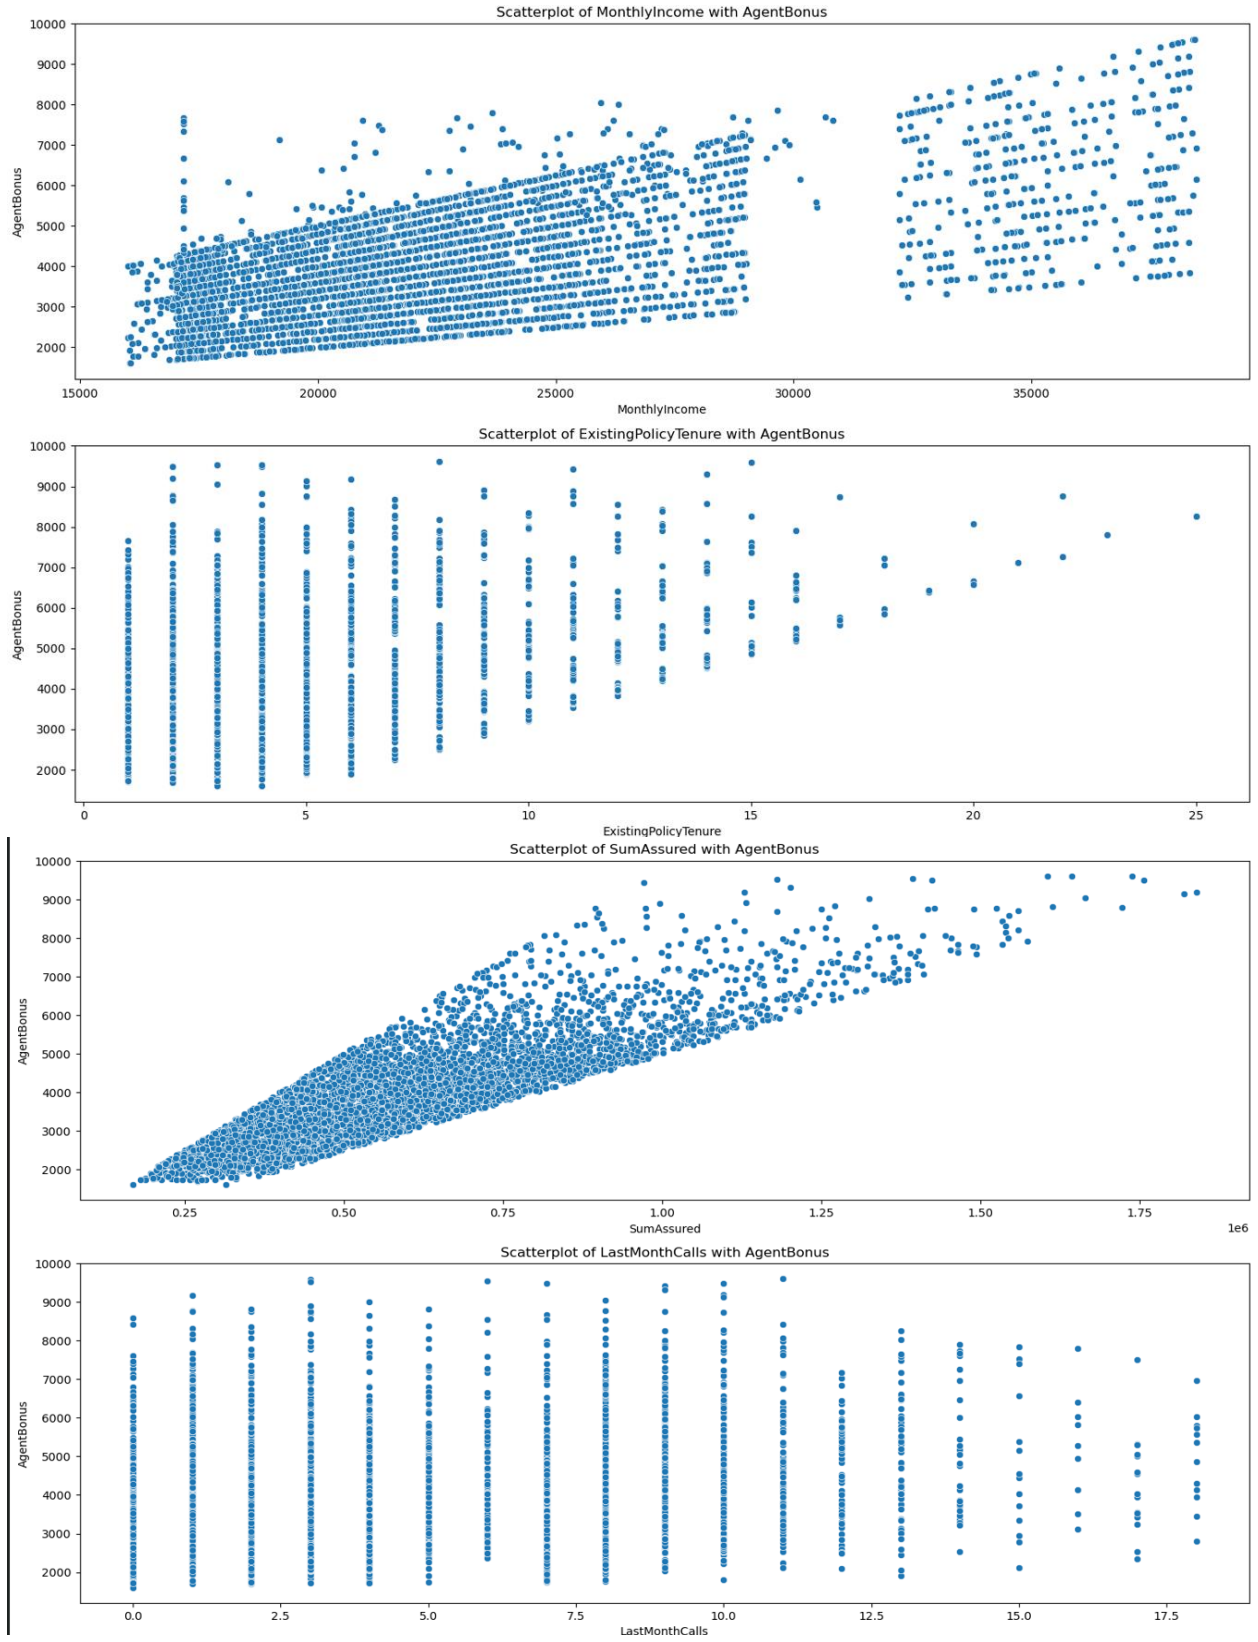 Scatterplot of MonthlyIncome with AgentBonus
10000
9000
8000
7000
6000
5000
4000
3000
2000
AgentBonus
15000 20000 25000 30000 35000
MonthlyIncome
Scatterplot of ExistingPolicyTenure with AgentBonus
10000
9000
8000
7000
6000
5000
4000
3000
2000
AgentBonus
0 5 10 15 20 25
ExistingPolicyTenure
Scatterplot of SumAssured with AgentBonus
10000
9000
8000
7000
6000
5000
4000
3000
2000
AgentBonus
0.25 0.50 0.75 1.00 1.25 1.50 1.75
SumAssured
1e6
Scatterplot of LastMonthCalls with AgentBonus
10000
9000
8000
7000
6000
5000
4000
3000
2000
AgentBonus
0.0 2.5 5.0 7.5 10.0 12.5 15.0 17.5
LastMonthCalls